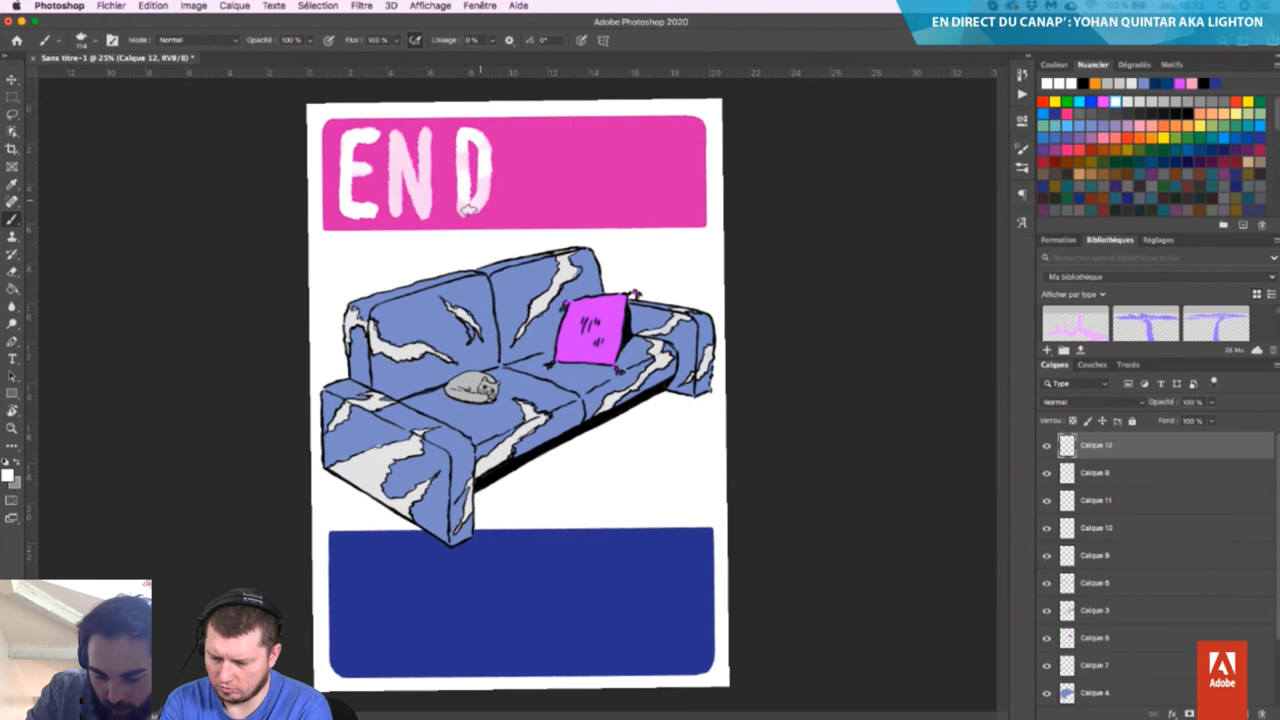 Photoshop Fichier Edition Image Calque Texte Sélection Filtre 3D Affichage Fenêtre Aide
EN DIRECT DU CANAP' : YOHAN QUINTAR AKA LIGHTON
Adobe Photoshop 2020
Mode : Normal Opacité : 100 % Flux : 100 % Lissage : 0 % 0°
Sans titre-1 @ 25% (Calque 12, RVB/8) *
END
Couleur Nuancier Dégradés Motifs
Formation Bibliothèques Réglages
Ma bibliothèque
Afficher par type
26 Mo
Calques Couches Tracés
Type
Normal Opacité : 100 %
Verrou : Fond : 100 %
Calque 12
Calque 8
Calque 11
Calque 10
Calque 9
Calque 6
Calque 3
Calque 5
Calque 7
Calque 4
Adobe